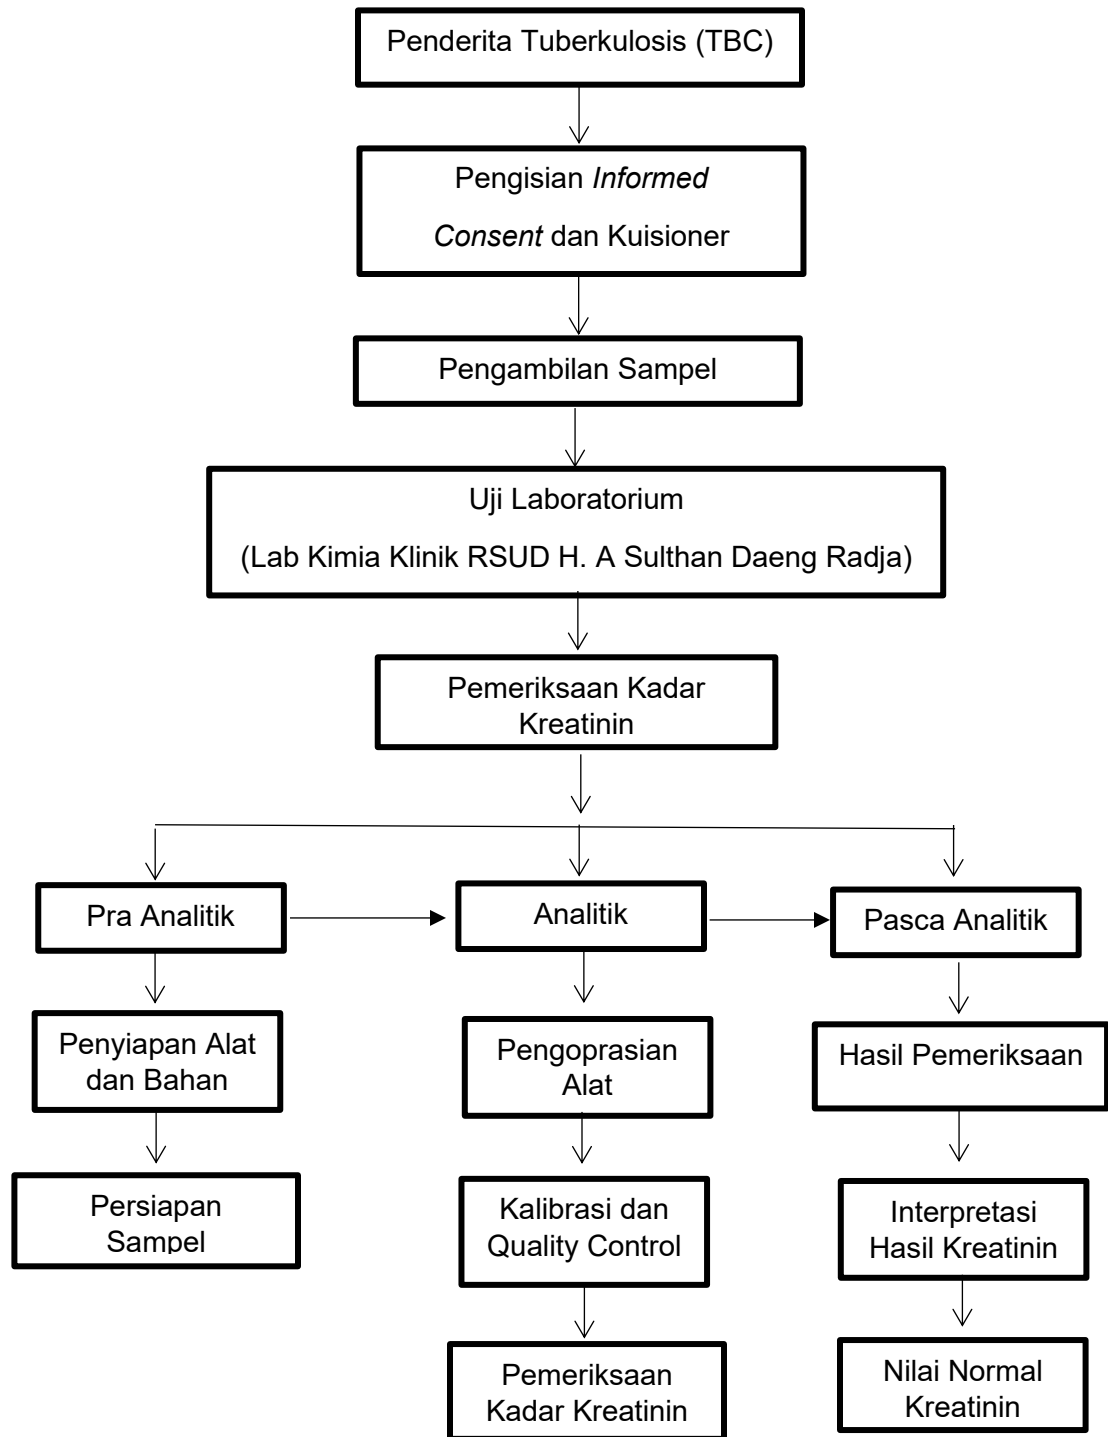 Penderita Tuberkulosis (TBC)
Pengisian Informed
Consent dan Kuisioner
Pengambilan Sampel
Uji Laboratorium
(Lab Kimia Klinik RSUD H. A Sulthan Daeng Radja)
Pemeriksaan Kadar
Kreatinin
Pra Analitik
Analitik
Pasca Analitik
Penyiapan Alat
dan Bahan
Pengoprasian
Alat
Hasil Pemeriksaan
Persiapan
Sampel
Kalibrasi dan
Quality Control
Interpretasi
Hasil Kreatinin
Pemeriksaan
Kadar Kreatinin
Nilai Normal
Kreatinin